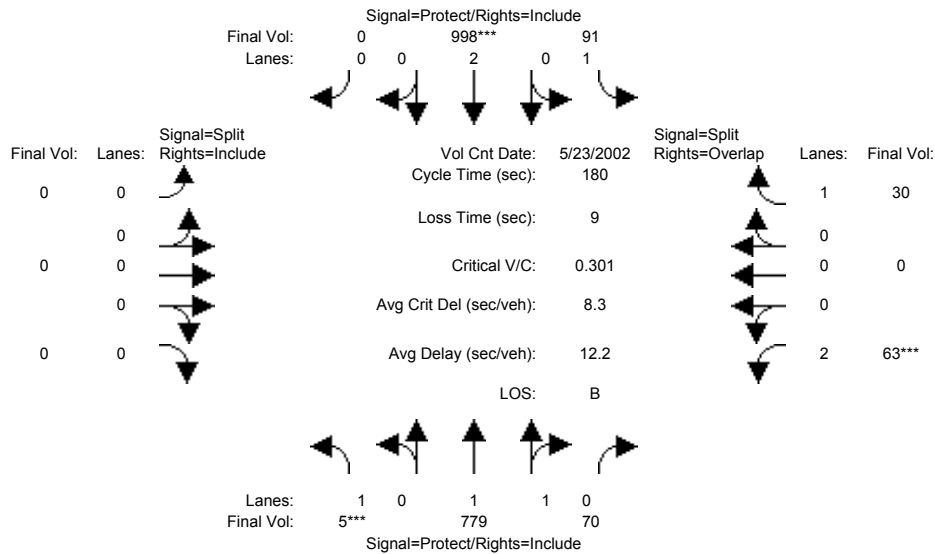 Signal=Protect/Rights=Include
Final Vol: 0 998*** 91
Lanes: 0 0 2 0 1
Signal=Split Signal=Split
Final Vol: Lanes: Rights=Include Vol Cnt Date: 5/23/2002 Rights=Overlap Lanes: Final Vol:
Cycle Time (sec): 180
0 0 1 30
Loss Time (sec): 9
0 0
0 0 Critical V/C: 0.301 0 0
0 Avg Crit Del (sec/veh): 8.3 0
0 0 Avg Delay (sec/veh): 12.2 2 63***
LOS: B
Lanes: 1 0 1 1 0
Final Vol: 5*** 779 70
Signal=Protect/Rights=Include